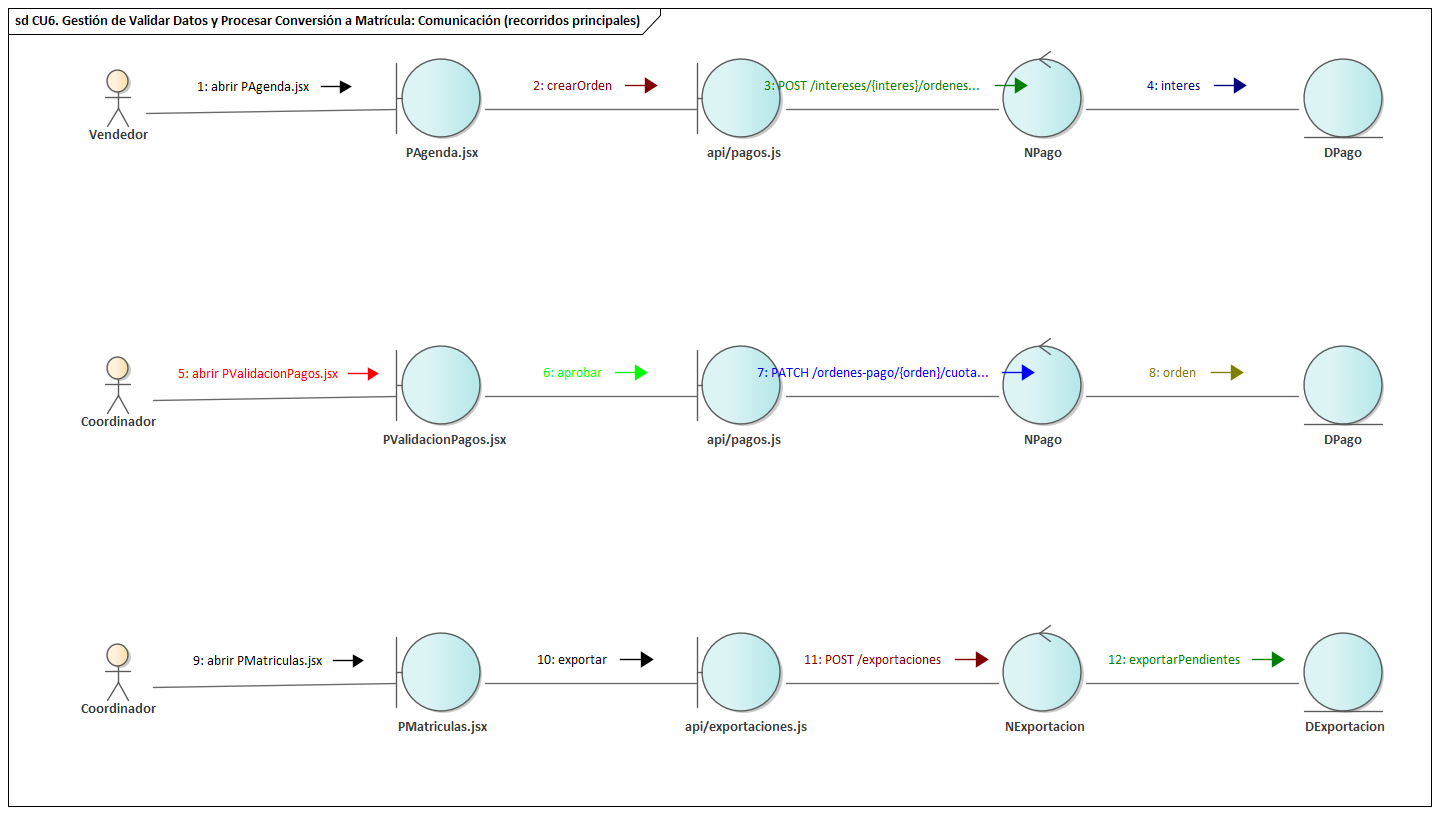 sd CU6. Gestión de Validar Datos y Procesar Conversión a Matrícula: Comunicación (recorridos principales)
1: abrir PAgenda.jsx
2: crearOrden
3: POST /intereses/{interes}/ordenes...
4: interes
Vendedor
PAgenda.jsx
api/pagos.js
NPago
DPago
5: abrir PValidacionPagos.jsx
6: aprobar
7: PATCH /ordenes-pago/{orden}/cuota...
8: orden
Coordinador
PValidacionPagos.jsx
api/pagos.js
NPago
DPago
9: abrir PMatriculas.jsx
10: exportar
11: POST /exportaciones
12: exportarPendientes
Coordinador
PMatriculas.jsx
api/exportaciones.js
NExportacion
DExportacion